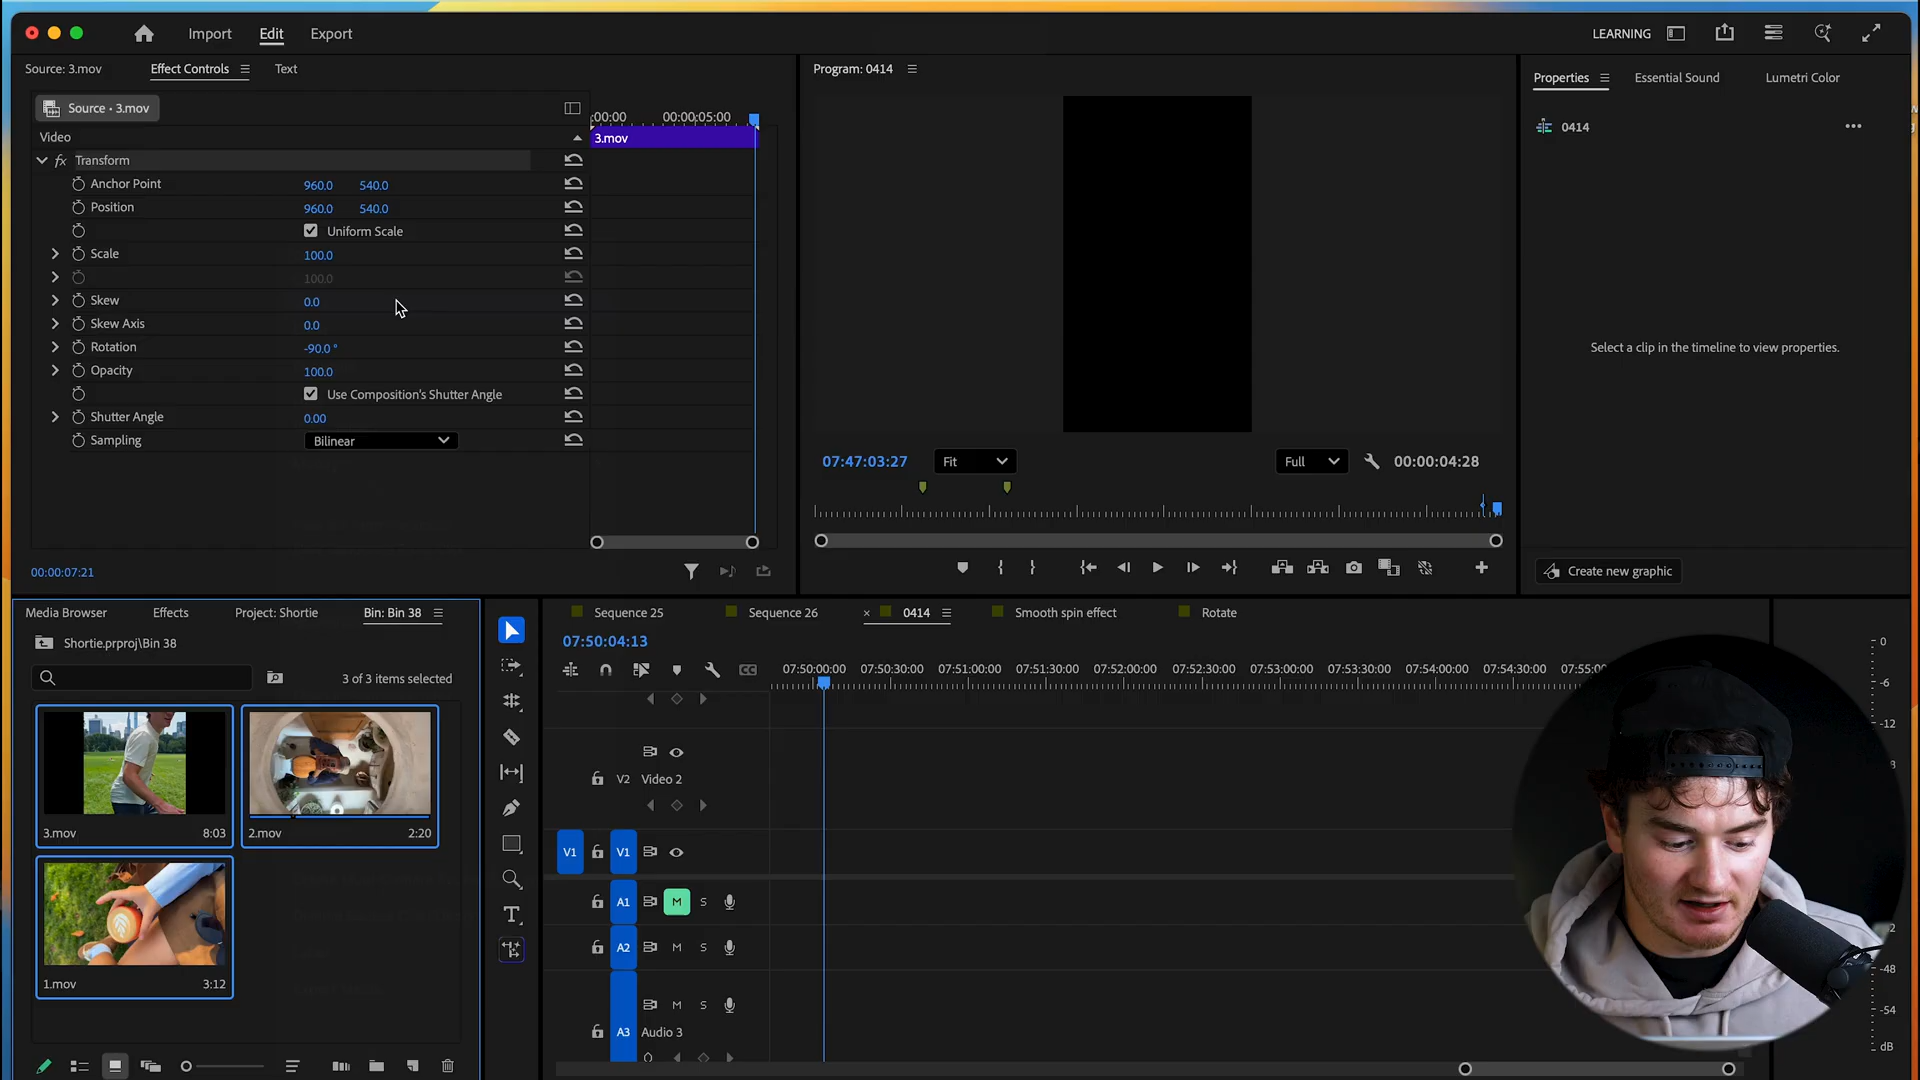 Import
Edit
Export
LEARNING
Source: 3.mov
Effect Controls
Text
Program: 0414
Properties
Essential Sound
Lumetri Color
Source • 3.mov
:00:00
00:00:05:00
Video
3.mov
0414
fx Transform
Anchor Point 960.0 540.0
Position 960.0 540.0
Uniform Scale
Scale 100.0
100.0
Skew 0.0
Skew Axis 0.0
Rotation -90.0 °
Opacity 100.0
Use Composition's Shutter Angle
Shutter Angle 0.00
Sampling Bilinear
Select a clip in the timeline to view properties.
07:47:03:27
Fit
Full
00:00:04:28
00:00:07:21
Create new graphic
Media Browser
Effects
Project: Shortie
Bin: Bin 38
Sequence 25
Sequence 26
× 0414
Smooth spin effect
Rotate
Shortie.prproj\Bin 38
07:50:04:13
3 of 3 items selected
CC
07:50:00:00 07:50:30:00 07:51:00:00 07:51:30:00 07:52:00:00 07:52:30:00 07:53:00:00 07:53:30:00 07:54:00:00 07:54:30:00 07:55:00
3.mov 8:03
2.mov 2:20
1.mov 3:12
T
V2 Video 2
V1 V1
A1 M S
A2 M S
M S
A3 Audio 3
0
-6
-12
-48
-54
dB